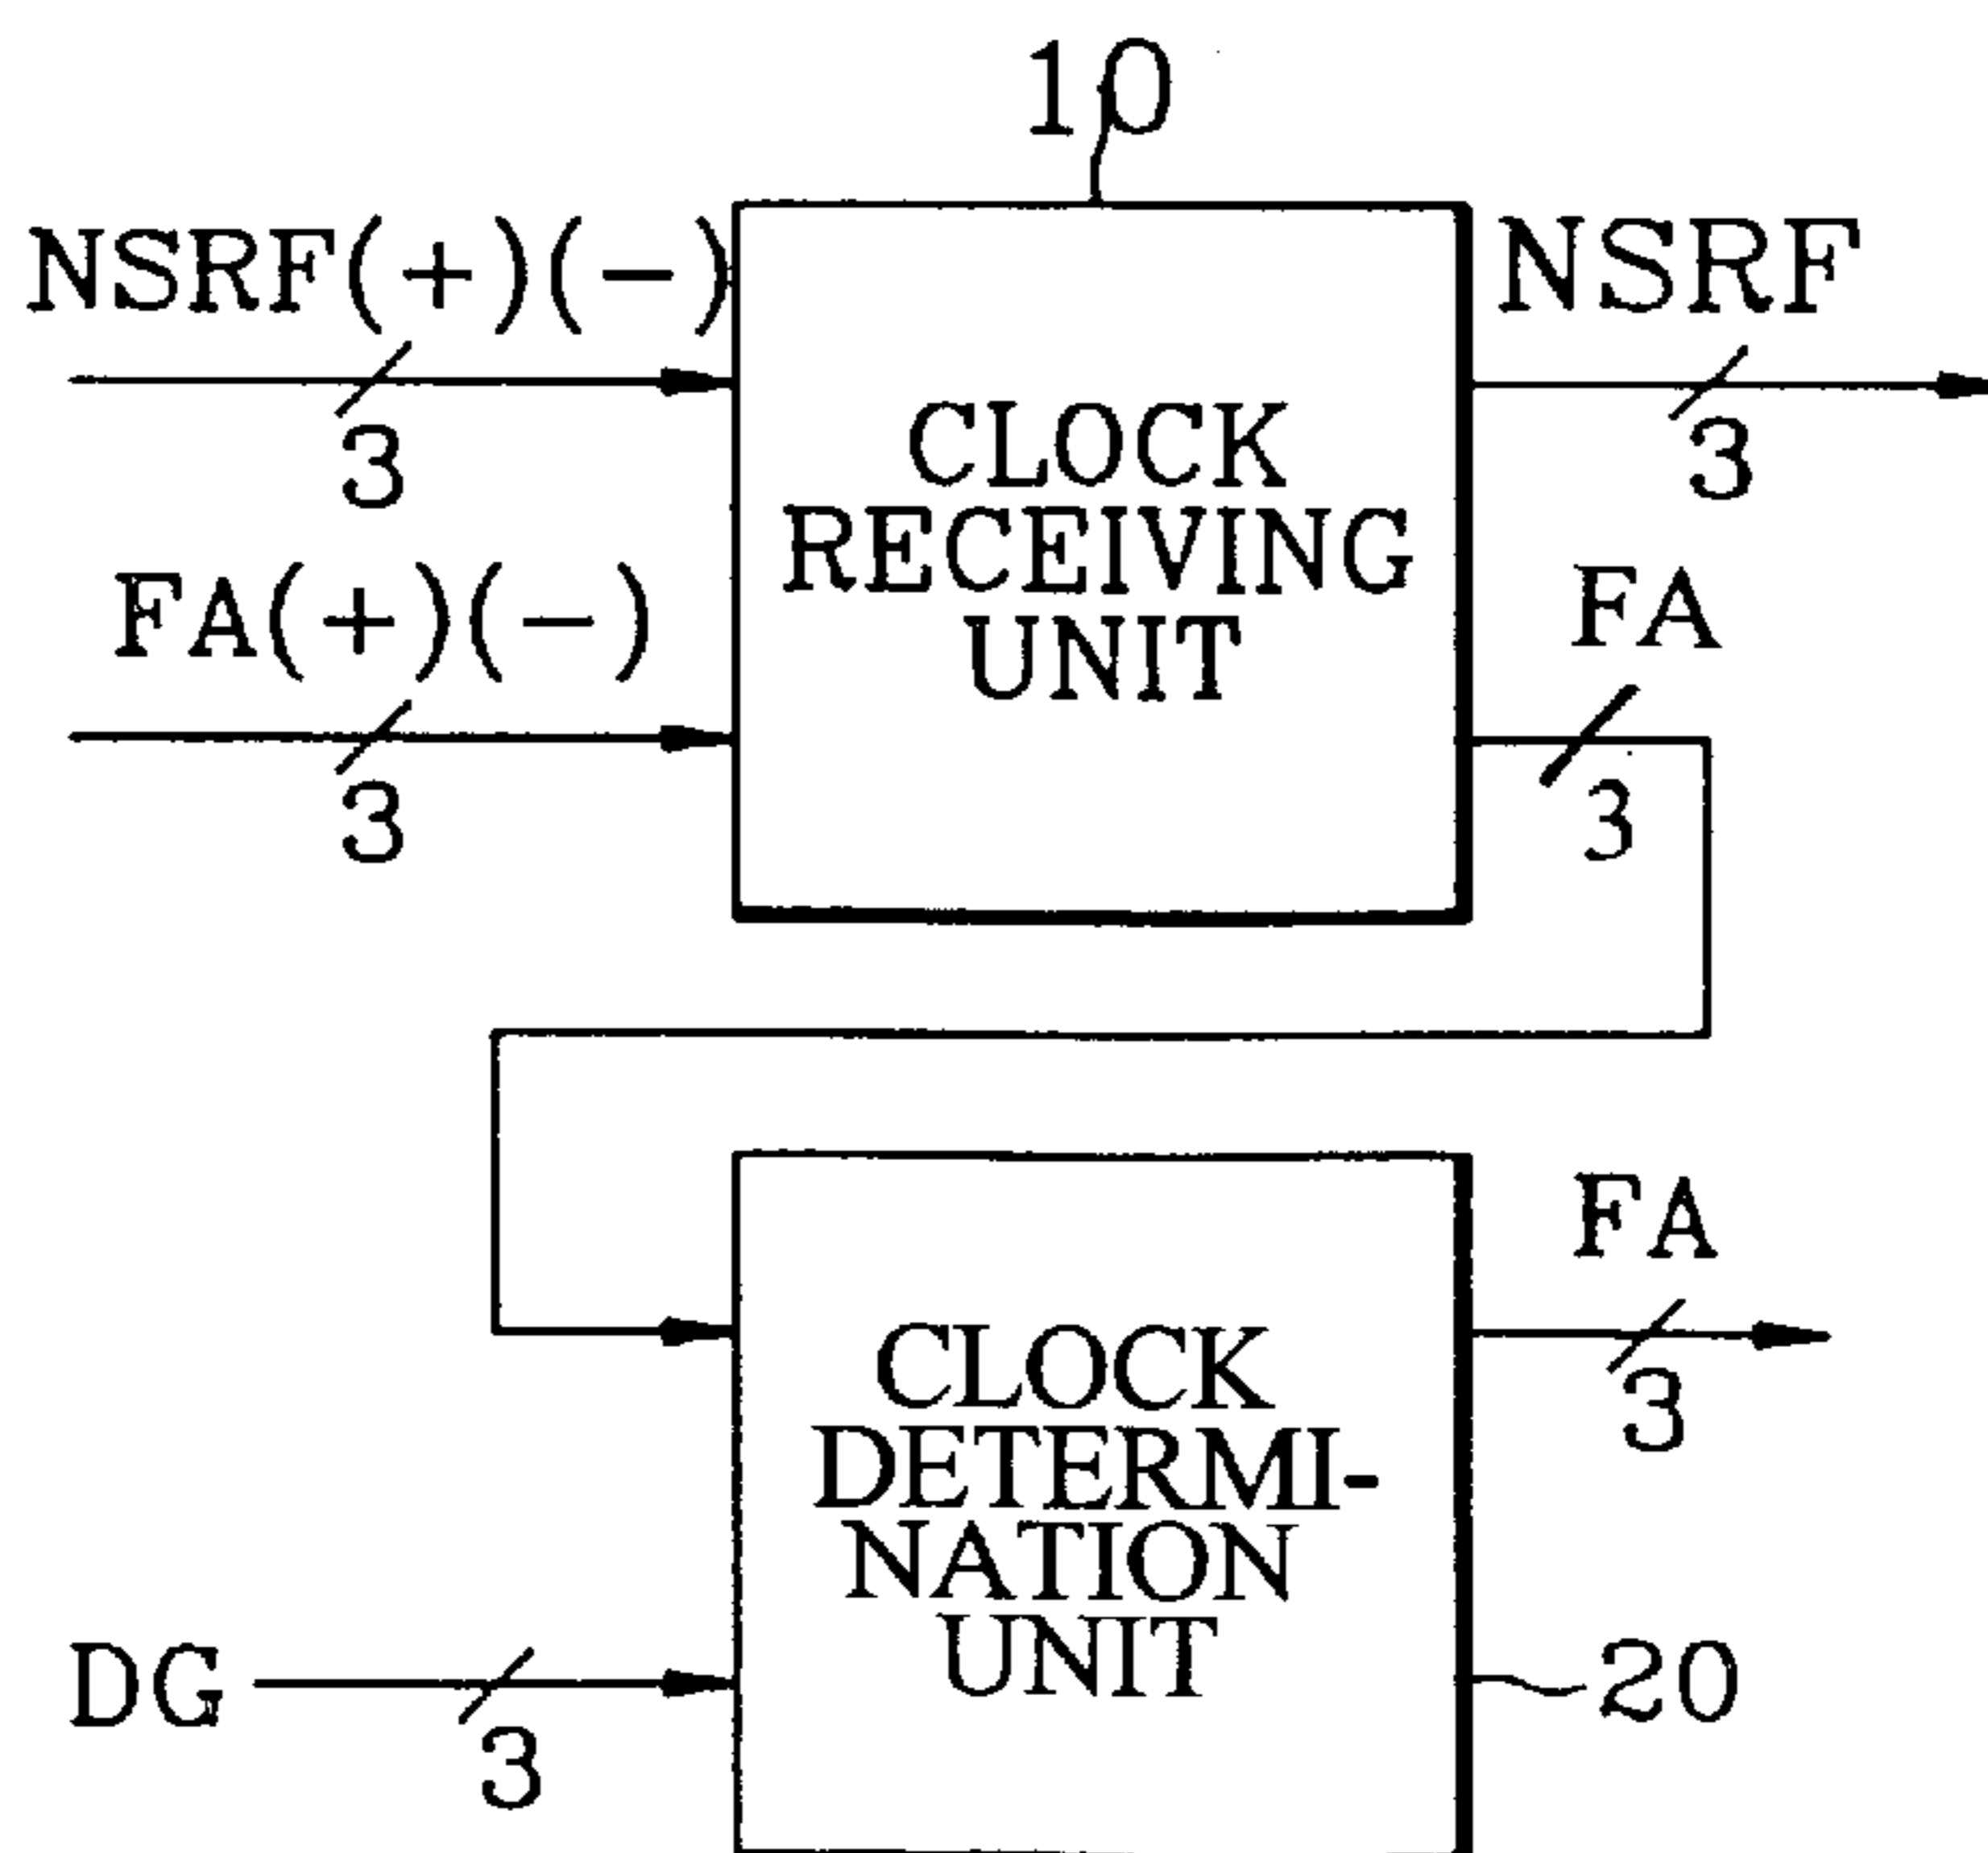 10
NSRF(+)(-)
NSRF
3
3
CLOCK
RECEIVING
UNIT
FA(+)(-)
FA
3
3
FA
3
CLOCK
DETERMI-
NATION
UNIT
DG
3
20